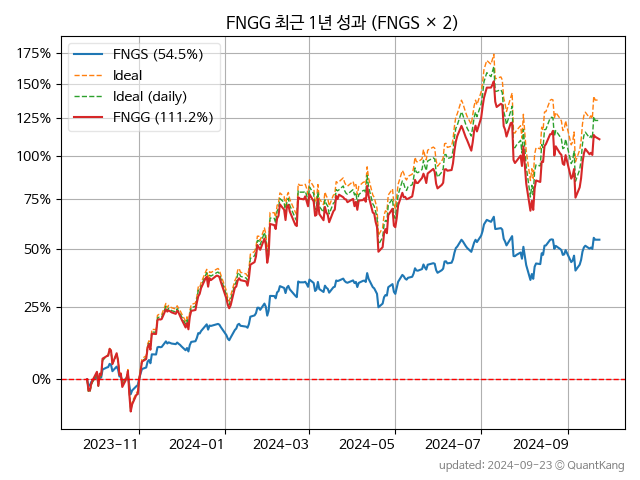 FNGG 최근 1년 성과 (FNGS × 2)
175%
150%
125%
100%
75%
50%
25%
0%
FNGS (54.5%)
Ideal
Ideal (daily)
FNGG (111.2%)
2023-11
2024-01
2024-03
2024-05
2024-07
2024-09
updated: 2024-09-23 © QuantKang